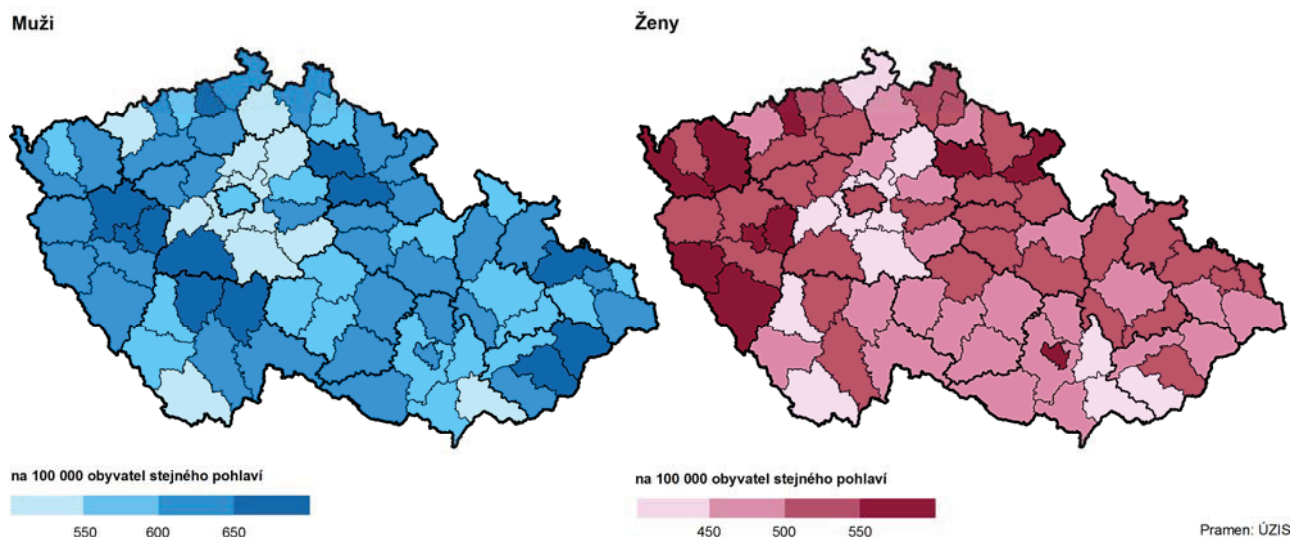 Muži
Ženy
na 100 000 obyvatel stejného pohlaví
550 600 650
na 100 000 obyvatel stejného pohlaví
450 500 550
Pramen: ÚZIS